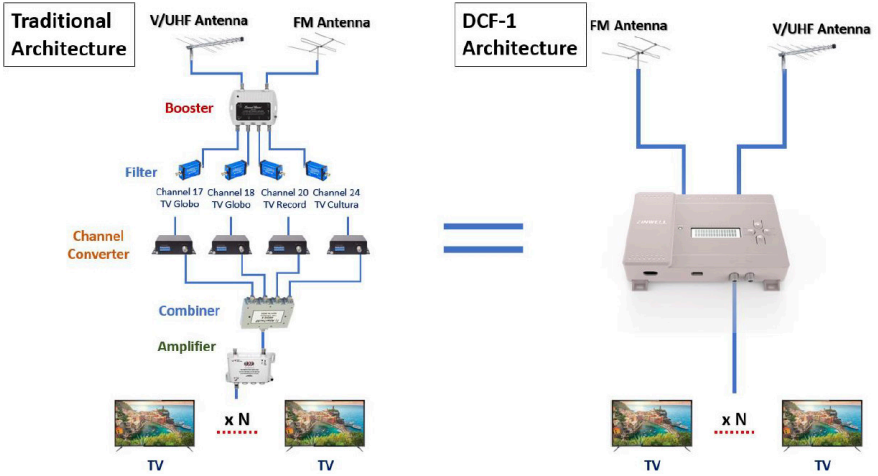 Traditional
Architecture
V/UHF Antenna
FM Antenna
Booster
Filter
Channel 17
TV Globo
Channel 18
TV Globo
Channel 20
TV Record
Channel 24
TV Cultura
Channel
Converter
Combiner
Amplifier
x N
TV
TV
DCF-1
Architecture
FM Antenna
V/UHF Antenna
x N
TV
TV